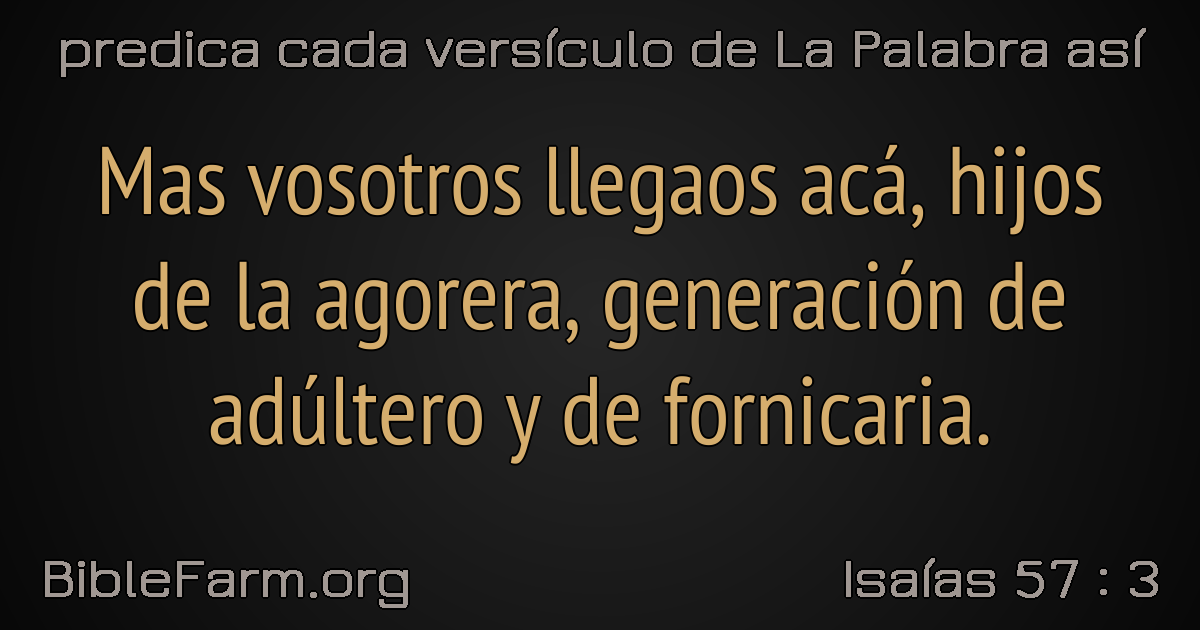 predica cada versículo de La Palabra así
Mas vosotros llegaos acá, hijos
de la agorera, generación de
adúltero y de fornicaria.
BibleFarm.org
Isaías 57 : 3